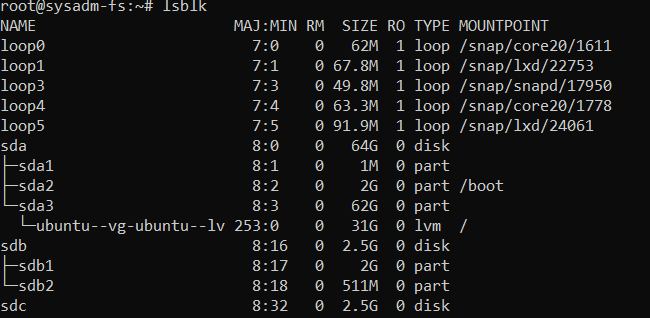 root@sysadm-fs:~# lsblk
NAME                      MAJ:MIN RM  SIZE RO TYPE MOUNTPOINT
loop0                       7:0    0   62M  1 loop /snap/core20/1611
loop1                       7:1    0 67.8M  1 loop /snap/lxd/22753
loop3                       7:3    0 49.8M  1 loop /snap/snapd/17950
loop4                       7:4    0 63.3M  1 loop /snap/core20/1778
loop5                       7:5    0 91.9M  1 loop /snap/lxd/24061
sda                         8:0    0   64G  0 disk
├─sda1                      8:1    0    1M  0 part
├─sda2                      8:2    0    2G  0 part /boot
└─sda3                      8:3    0   62G  0 part
  └─ubuntu--vg-ubuntu--lv 253:0    0   31G  0 lvm  /
sdb                         8:16   0  2.5G  0 disk
├─sdb1                      8:17   0    2G  0 part
└─sdb2                      8:18   0  511M  0 part
sdc                         8:32   0  2.5G  0 disk